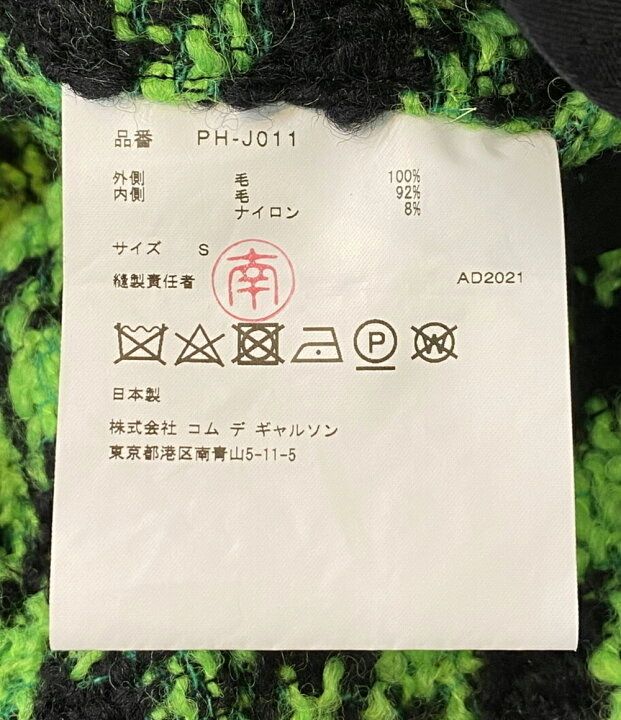 品番 PH-J011
外側 毛 100%
内側 毛 92%
ナイロン 8%
サイズ S
縫製責任者 南 AD2021
P W
日本製
株式会社 コム デ ギャルソン
東京都港区南青山5-11-5